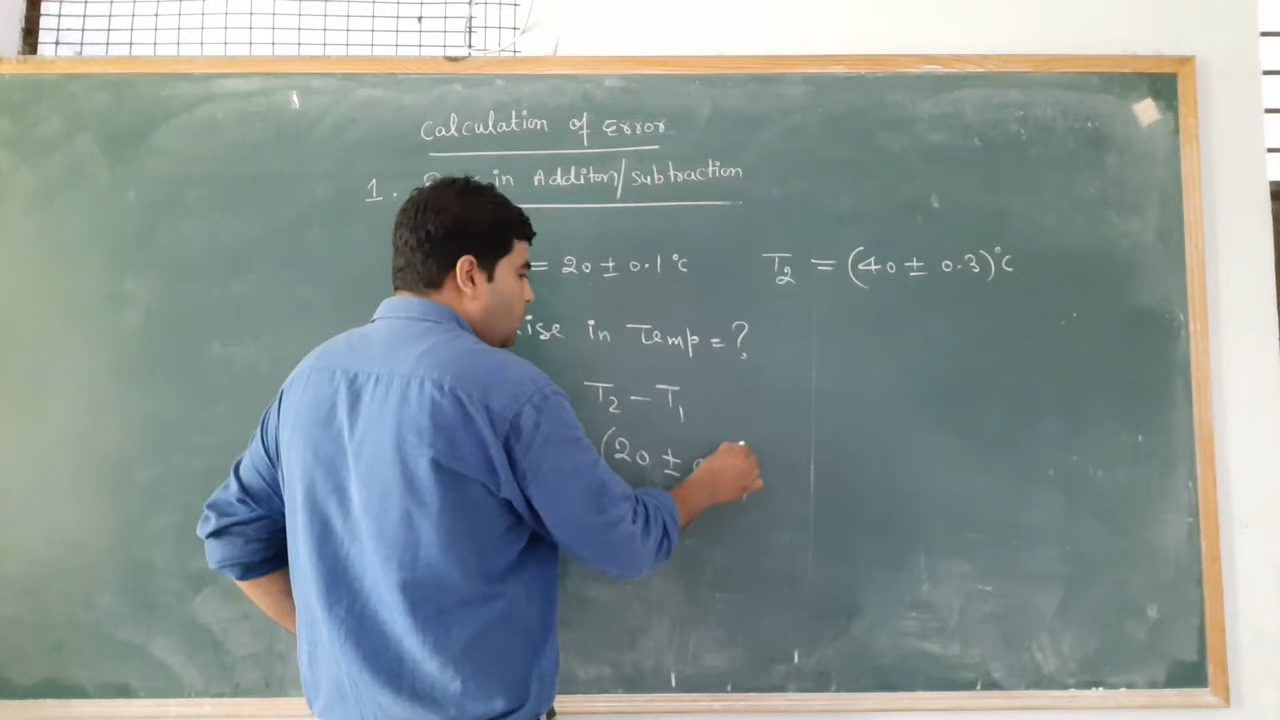 Calculation of Error
1. in Additon/subtraction
= 20 ± 0.1 °c T₂ = (40 ± 0.3)°c
ise in Temp = ?
T₂ - T₁
(20 ±